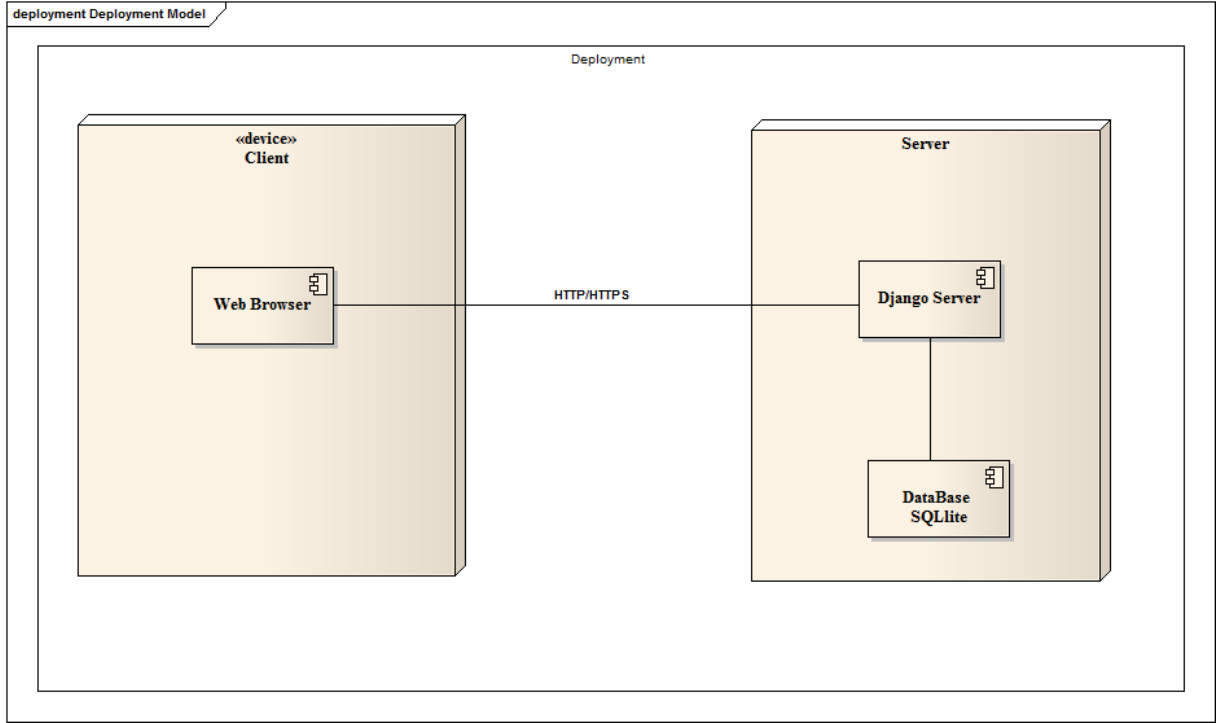 deployment Deployment Model
Deployment
«device»
Client
Server
Web Browser
HTTP/HTTPS
Django Server
DataBase
SQLlite